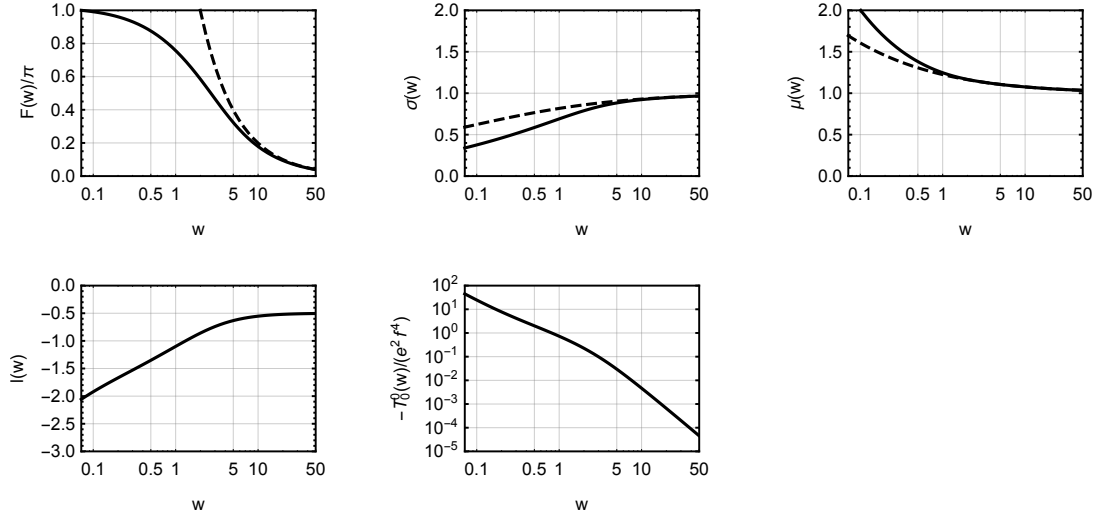 1.0
0.8
0.6
0.4
0.2
0.0
F(w)/π
0.1 0.5 1 5 10 50
w
2.0
1.5
1.0
0.5
0.0
σ(w)
0.1 0.5 1 5 10 50
w
2.0
1.5
1.0
0.5
0.0
μ(w)
0.1 0.5 1 5 10 50
w
0.0
−0.5
−1.0
−1.5
−2.0
−2.5
−3.0
I(w)
0.1 0.5 1 5 10 50
w
10²
10¹
10⁰
10⁻¹
10⁻²
10⁻³
10⁻⁴
10⁻⁵
−T⁰₀(w)/(e² f⁴)
0.1 0.5 1 5 10 50
w